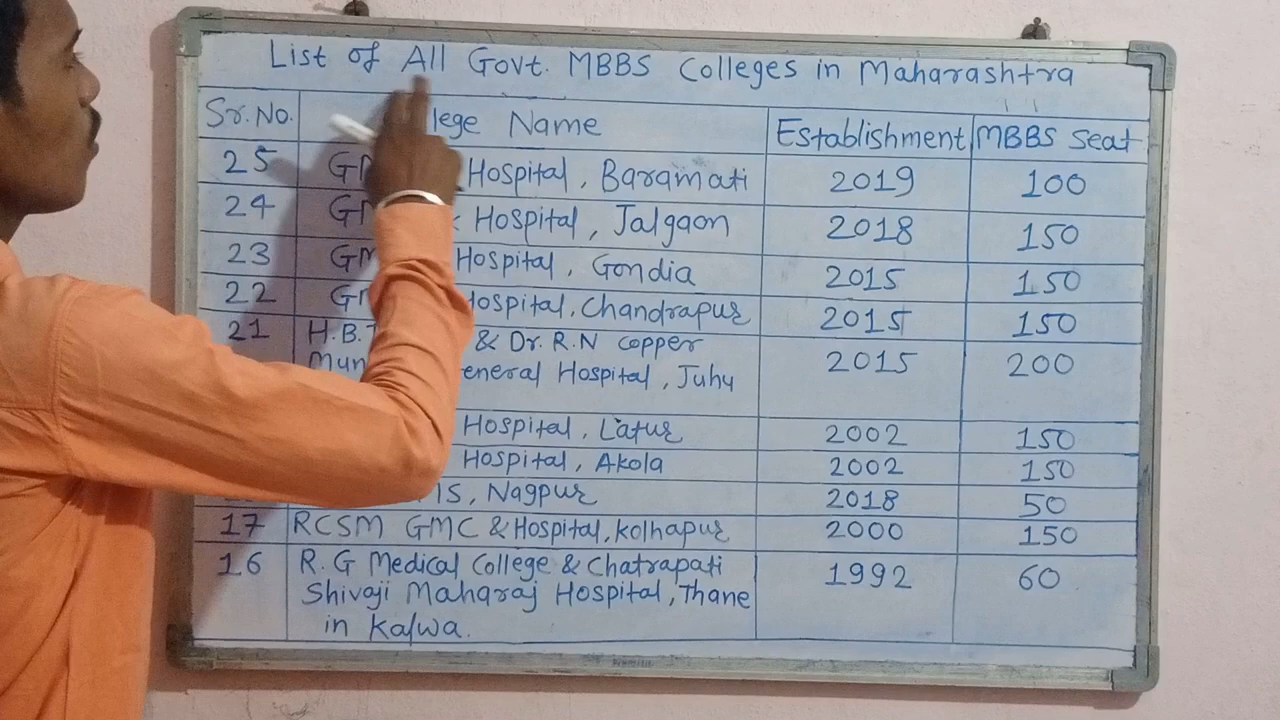 List of All Govt. MBBS Colleges in Maharashtra
Sr.No. lege Name Establishment MBBS Seat
25 Hospital, Baramati 2019 100
24 Hospital, Jalgaon 2018 150
23 Hospital, Gondia 2015 150
22 Hospital, Chandrapur 2015 150
21 H.B. & Dr. R.N Copper 2015 200
eneral Hospital, Juhu
Hospital, Latur 2002 150
Hospital, Akola 2002 150
Nagpur 2018 50
17 RCSM GMC & Hospital, Kolhapur 2000 150
16 R. G Medical College & Chatrapati 1992 60
Shivaji Maharaj Hospital, Thane
in Kalwa.